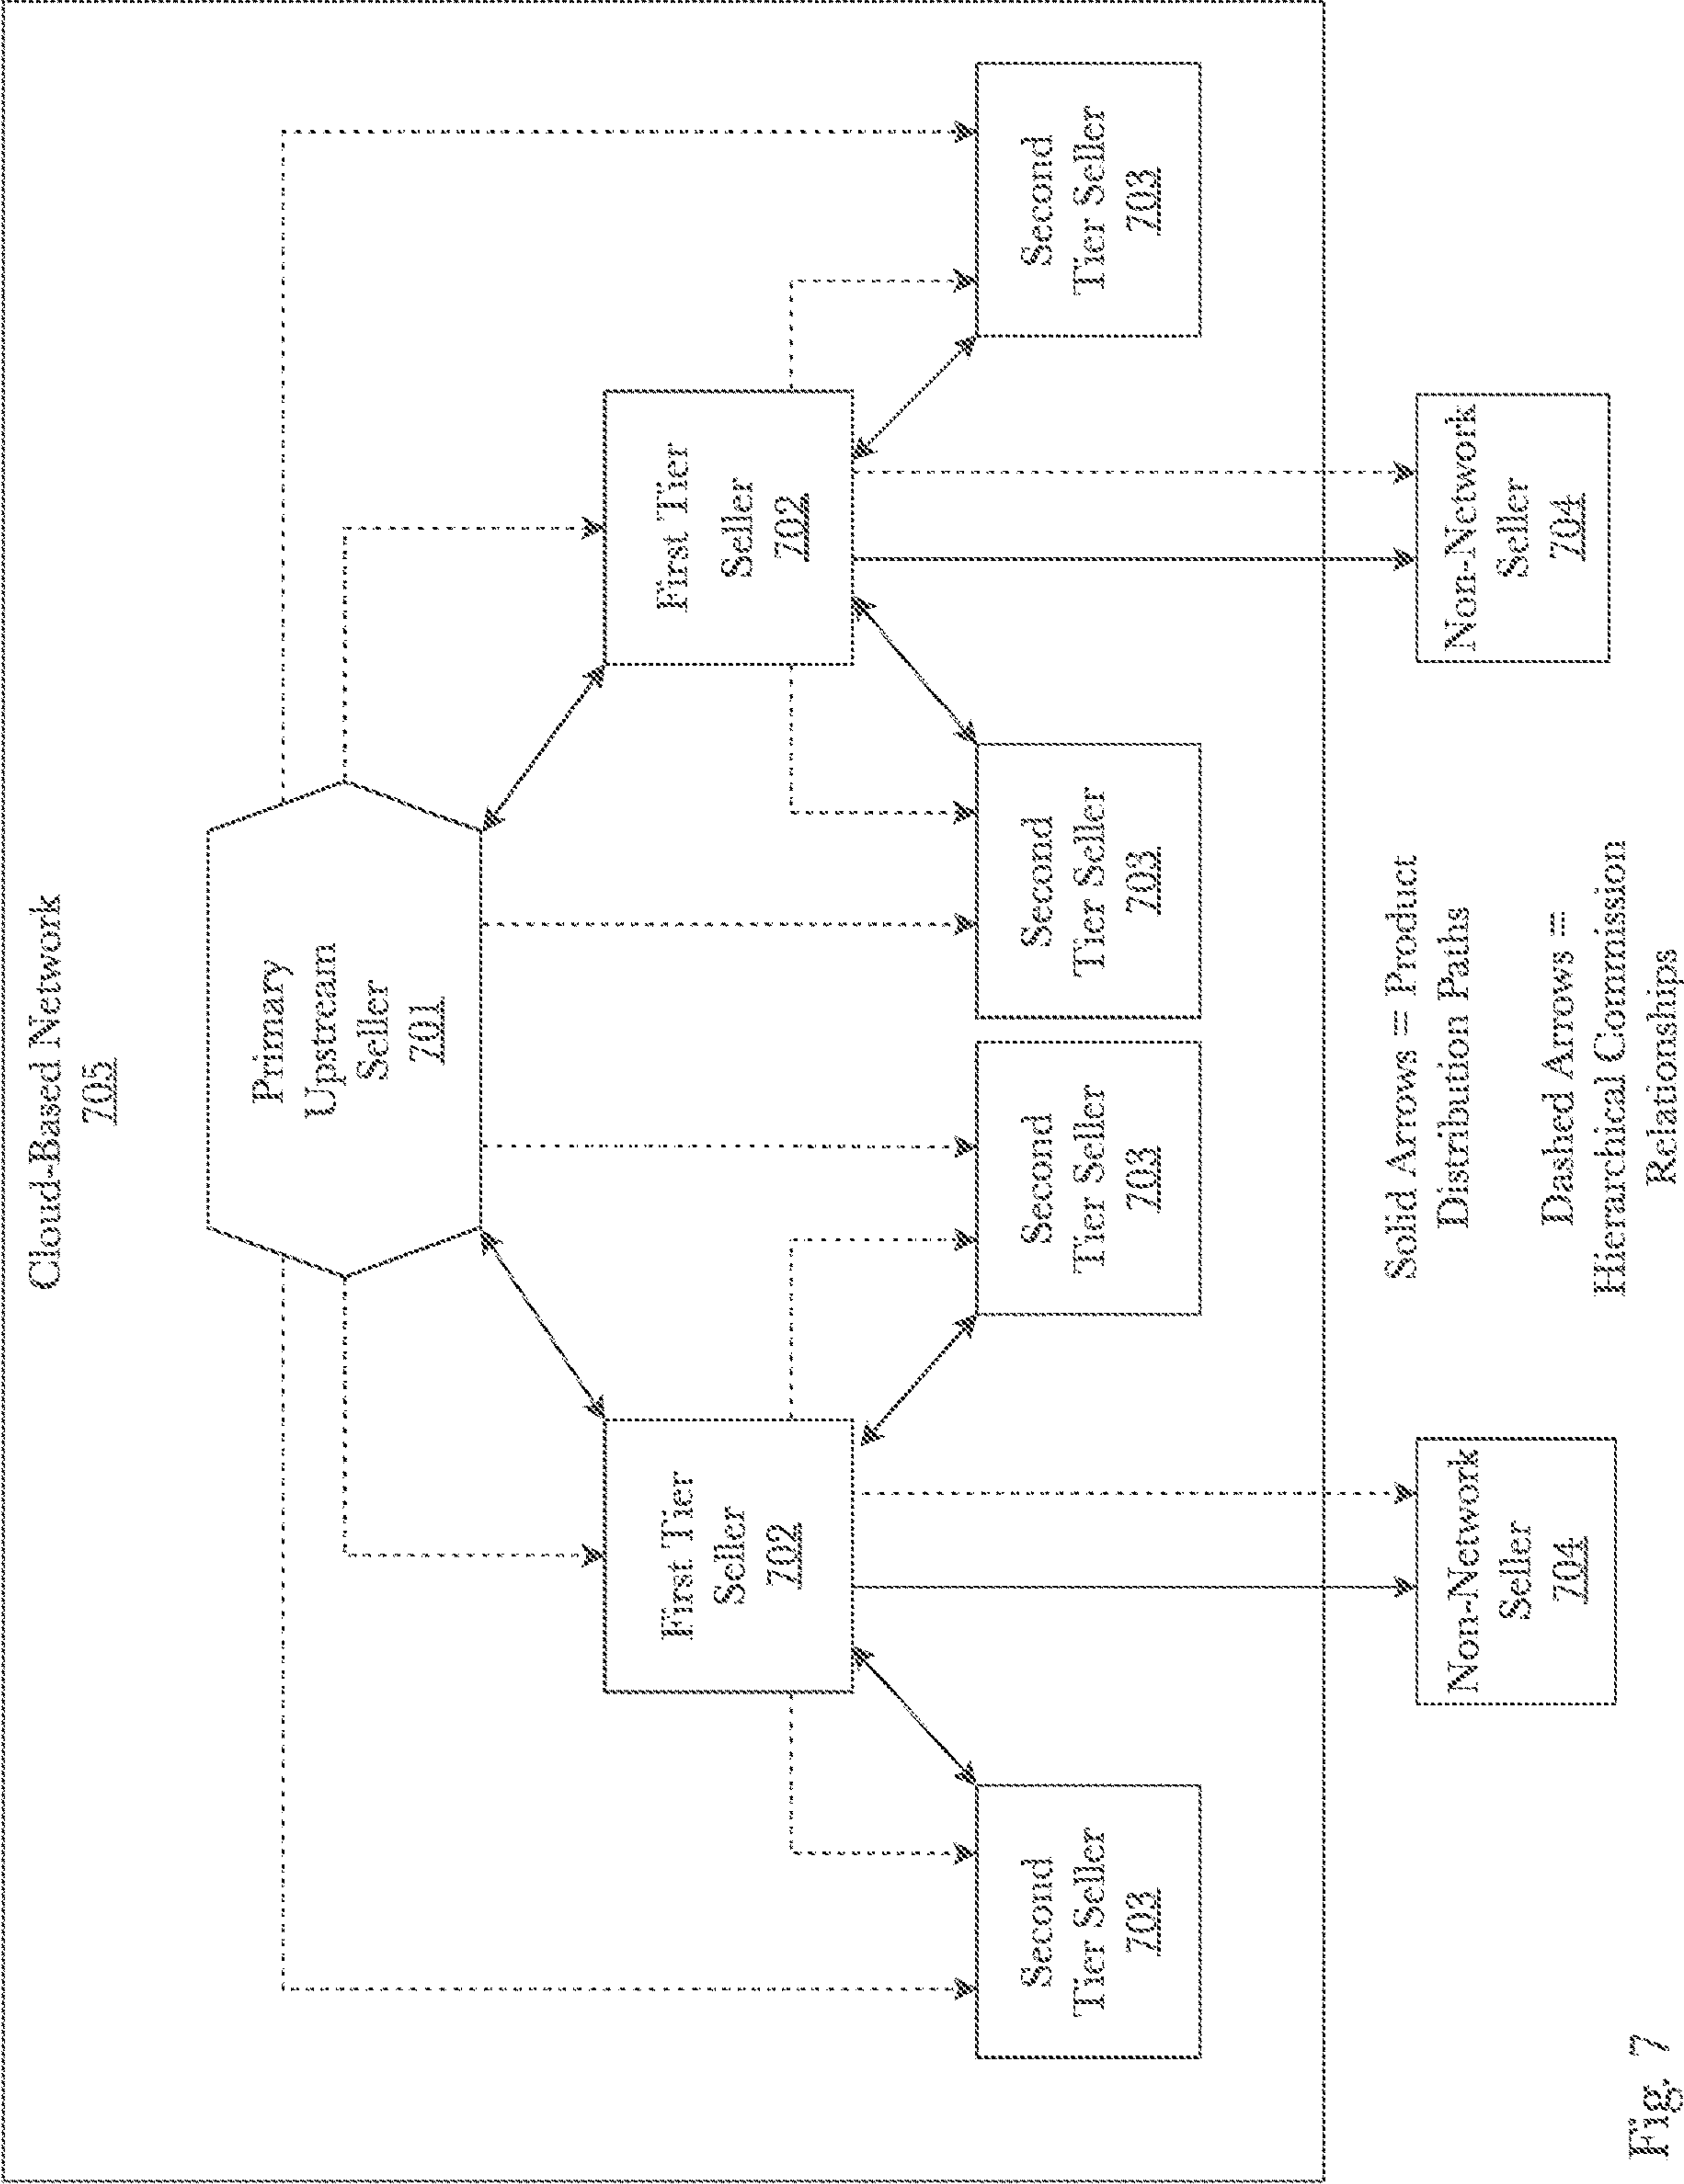 Cloud-Based Network
705
Primary
Upstream
Seller
701
First Tier
Seller
702
First Tier
Seller
702
Second
Tier Seller
703
Second
Tier Seller
703
Second
Tier Seller
703
Second
Tier Seller
703
Non-Network
Seller
704
Non-Network
Seller
704
Solid Arrows = Product
Distribution Paths
Dashed Arrows =
Hierarchical Commission
Relationships
Fig. 7